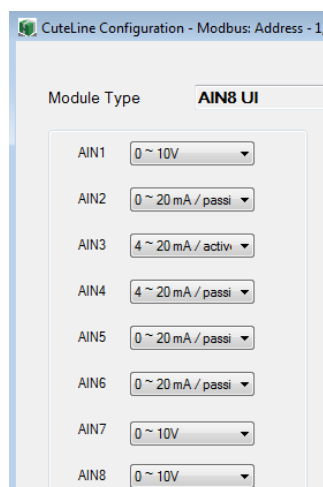 CuteLine Configuration - Modbus: Address - 1
Module Type AIN8 UI
AIN1 0 ~ 10V
AIN2 0 ~ 20 mA / passi
AIN3 4 ~ 20 mA / activ
AIN4 4 ~ 20 mA / passi
AIN5 0 ~ 20 mA / passi
AIN6 0 ~ 20 mA / passi
AIN7 0 ~ 10V
AIN8 0 ~ 10V